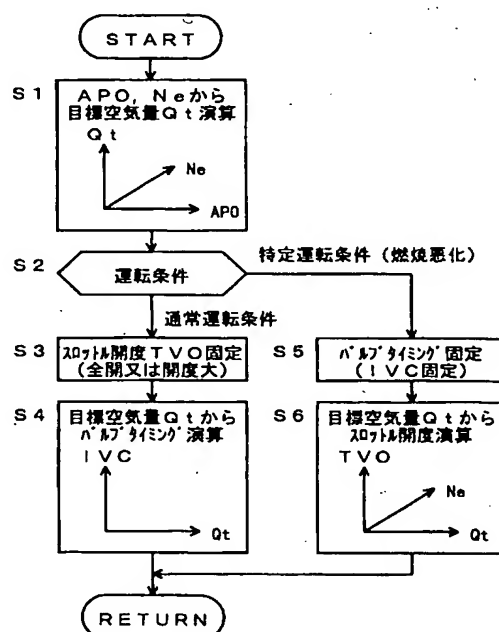 START
S1
APO, Neから
目標空気量Qt演算
Qt
Ne
APO
S2
運転条件
特定運転条件（燃焼悪化）
通常運転条件
S3
ｽﾛｯﾄﾙ開度TVO固定
(全開又は開度大)
S4
目標空気量Qtから
ﾊﾞﾙﾌﾞﾀｲﾐﾝｸﾞ演算
IVC
Qt
S5
ﾊﾞﾙﾌﾞﾀｲﾐﾝｸﾞ固定
(IVC固定)
S6
目標空気量Qtから
ｽﾛｯﾄﾙ開度演算
TVO
Ne
Qt
RETURN